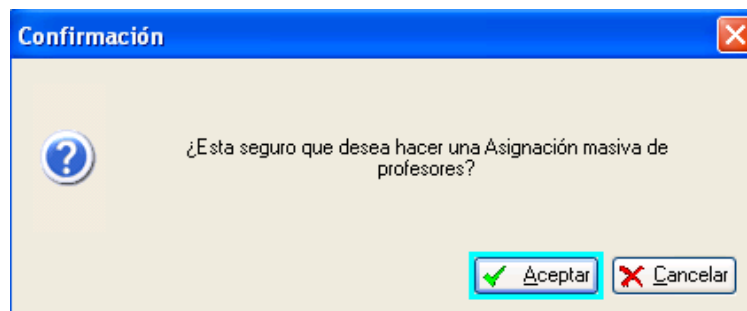 Confirmación
¿Esta seguro que desea hacer una Asignación masiva de
profesores?
Aceptar
Cancelar